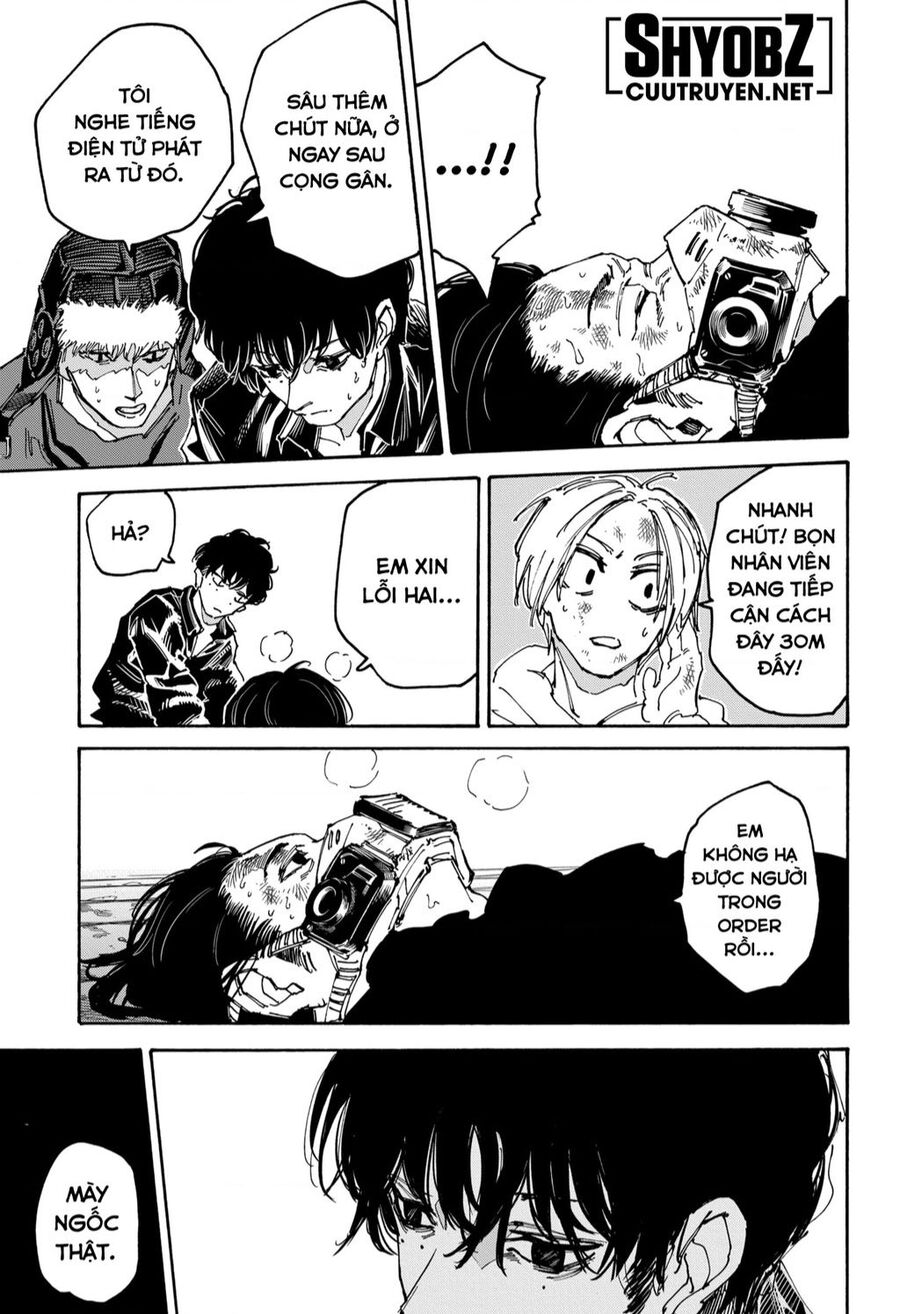 SHYOBZ
CUUTRUYEN.NET
...!!
SÂU THÊM
CHÚT NỮA, Ở
NGAY SAU
CỌNG GÂN.
TÔI
NGHE TIẾNG
ĐIỆN TỬ PHÁT
RA TỪ ĐÓ.
NHANH
CHÚT! BỌN
NHÂN VIÊN
ĐANG TIẾP
CẬN CÁCH
ĐÂY 30M
ĐẤY!
EM XIN
LỖI HAI...
HẢ?
EM
KHÔNG HẠ
ĐƯỢC NGƯỜI
TRONG
ORDER
RỒI...
MÀY
NGỐC
THẬT.